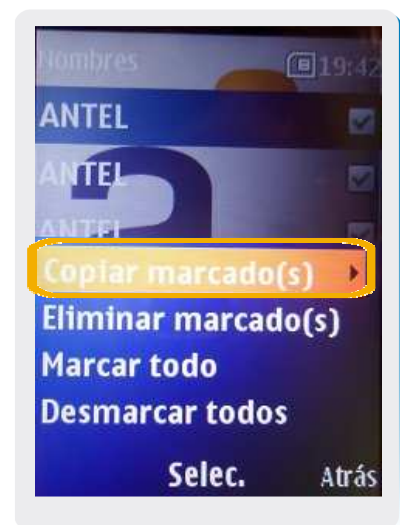 Nombres 19:42
ANTEL
ANTEL
ANTEL
Copiar marcado(s)
Eliminar marcado(s)
Marcar todo
Desmarcar todos
Selec. Atrás